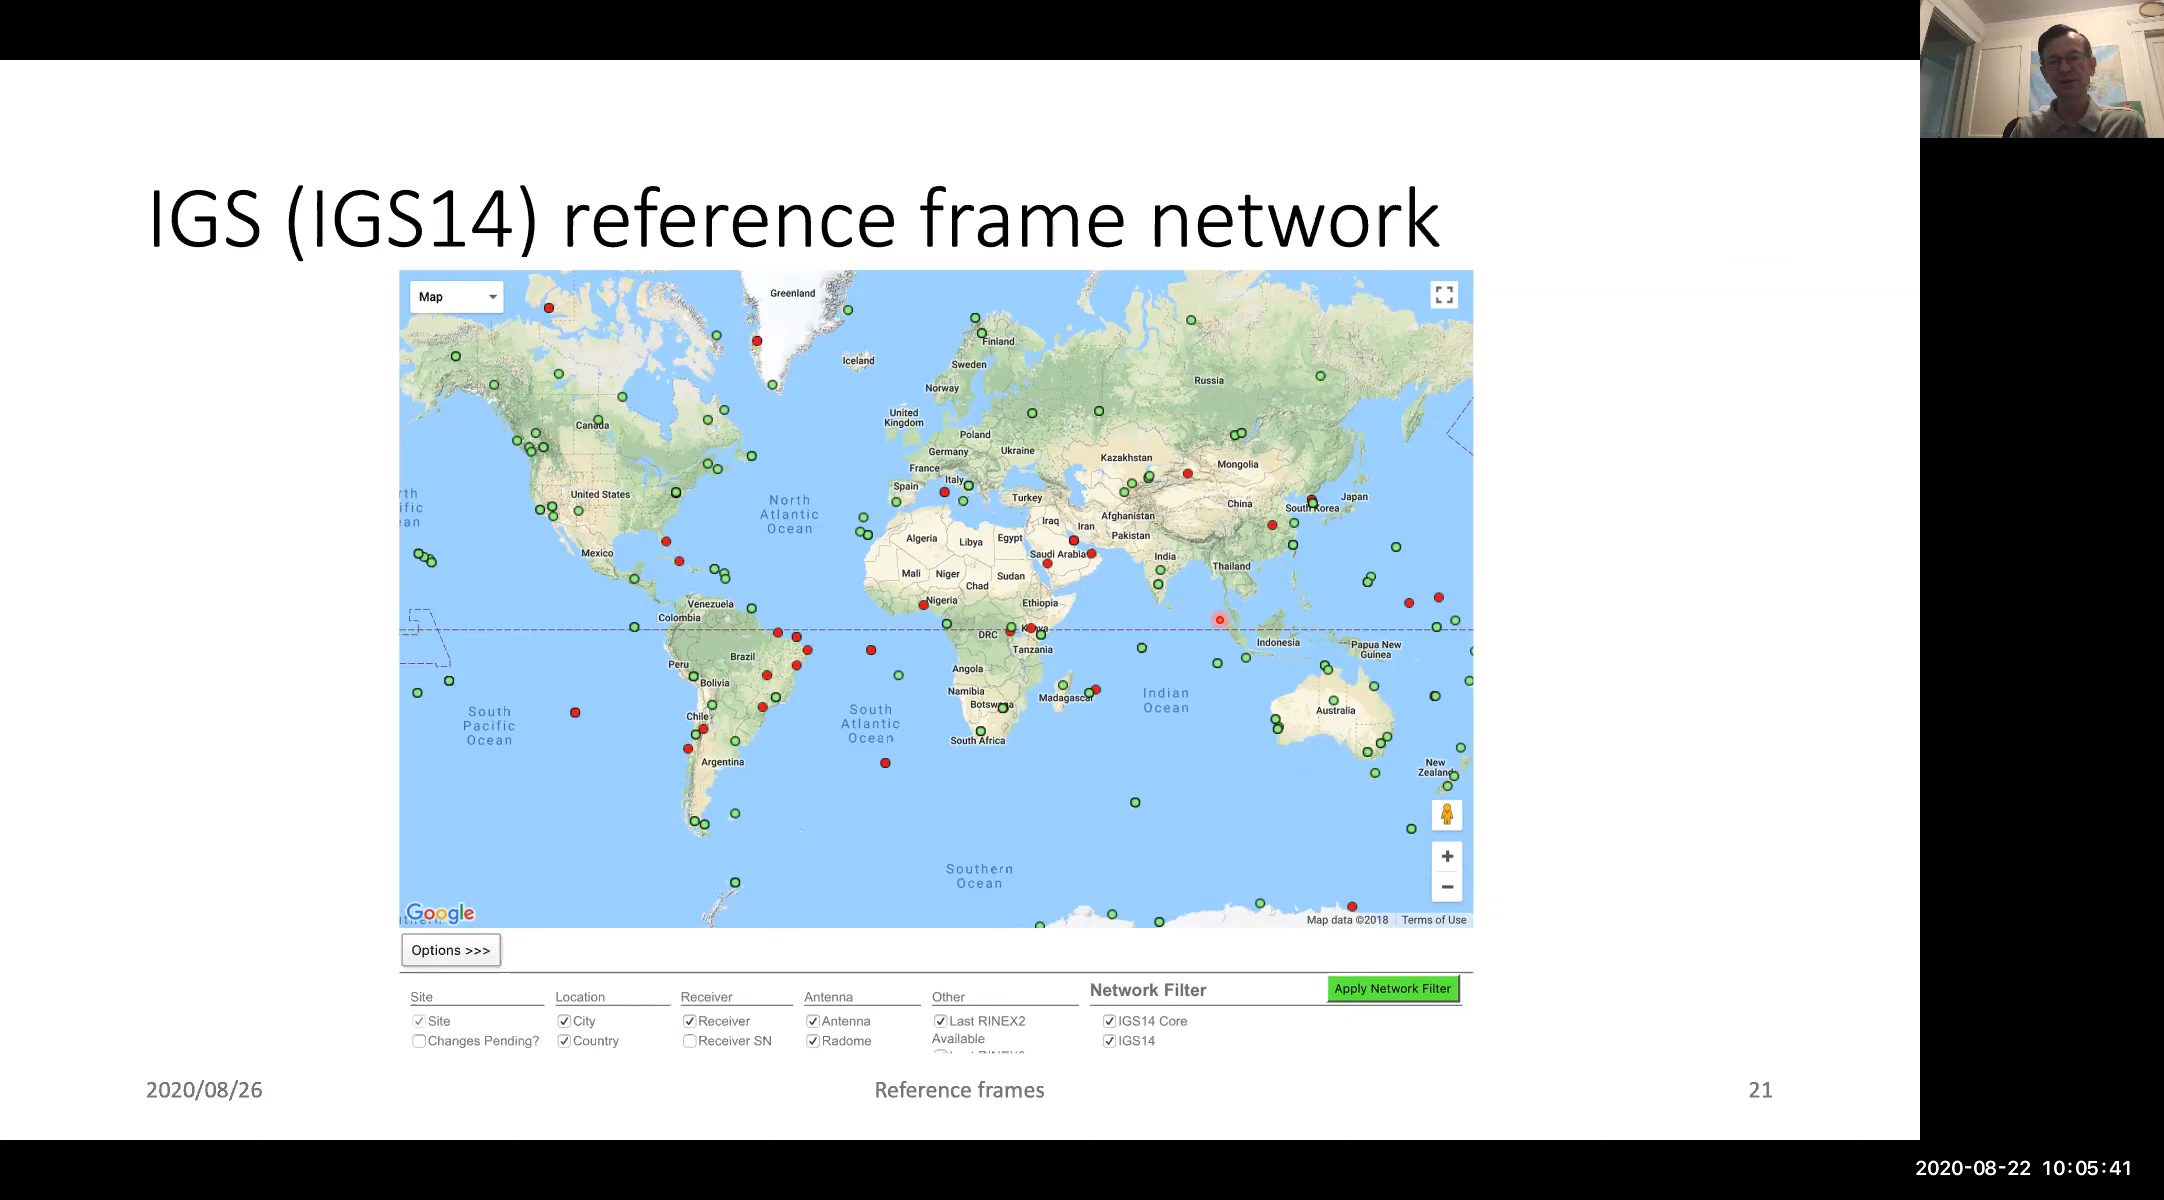 IGS (IGS14) reference frame network
Map
Greenland
Iceland
Finland
Sweden
Norway
Russia
United
Kingdom
Canada
Poland
Germany
Ukraine
Kazakhstan
Mongolia
France
Italy
Spain
Turkey
United States
North
Atlantic
Ocean
rth
ific
ean
China
Japan
South Korea
Iraq
Iran
Afghanistan
Pakistan
Algeria
Libya
Egypt
Saudi Arabia
India
Thailand
Mexico
Mali
Niger
Chad
Sudan
Nigeria
Ethiopia
Venezuela
Colombia
DRC
Kenya
Tanzania
Indonesia
Papua New
Guinea
Brazil
Peru
Bolivia
Angola
Namibia
Botswana
Madagascar
Indian
Ocean
Australia
South
Pacific
Ocean
Chile
South
Atlantic
Ocean
South Africa
Argentina
New
Zealand
Southern
Ocean
Google
Map data ©2018
Terms of Use
Options >>>
Site
Location
Receiver
Antenna
Other
Network Filter
Apply Network Filter
Site
City
Receiver
Antenna
Last RINEX2
Available
IGS14 Core
Changes Pending?
Country
Receiver SN
Radome
IGS14
2020/08/26
Reference frames
21
2020-08-22 10:05:41